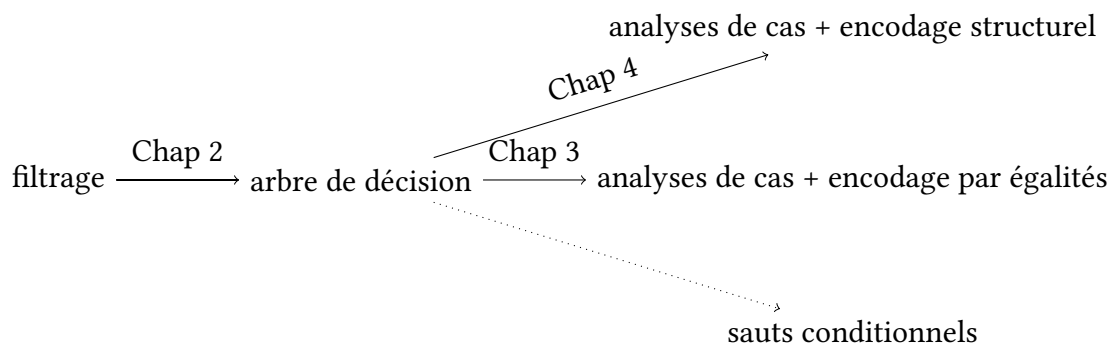 analyses de cas + encodage structurel
Chap 4
Chap 2
Chap 3
filtrage
arbre de décision
analyses de cas + encodage par égalités
sauts conditionnels